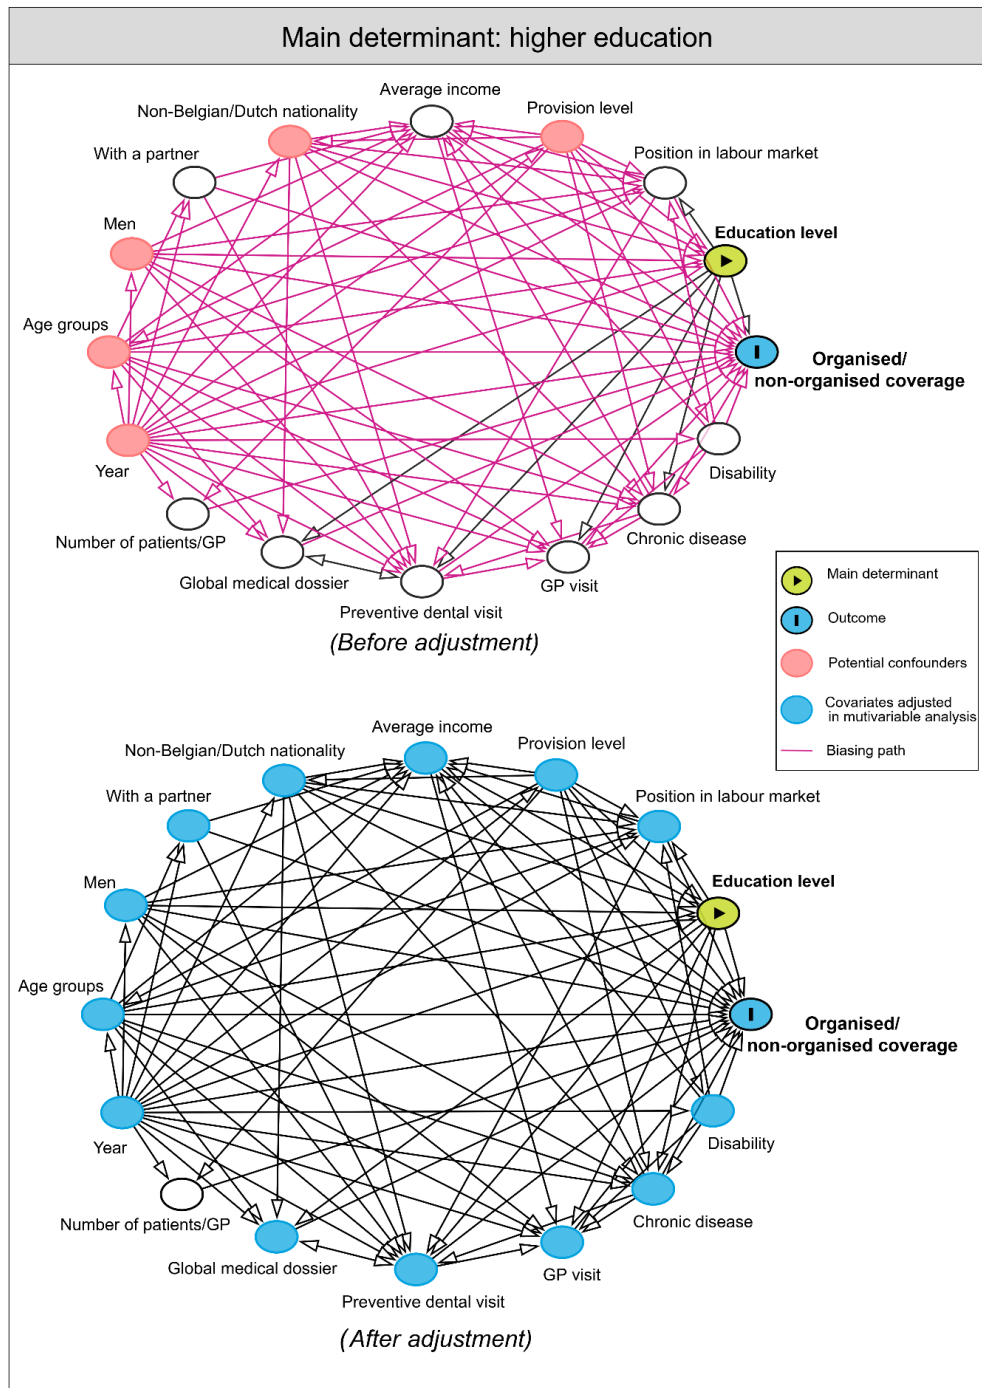 Main determinant: higher education
Average income
Non-Belgian/Dutch nationality
Provision level
With a partner
Position in labour market
Men
Education level
Age groups
Organised/
non-organised coverage
Year
Disability
Number of patients/GP
Chronic disease
Global medical dossier
GP visit
Preventive dental visit
(Before adjustment)
Main determinant
Outcome
Potential confounders
Covariates adjusted
in mutivariable analysis
Biasing path
Average income
Non-Belgian/Dutch nationality
Provision level
With a partner
Position in labour market
Men
Education level
Age groups
Organised/
non-organised coverage
Year
Disability
Number of patients/GP
Chronic disease
Global medical dossier
GP visit
Preventive dental visit
(After adjustment)